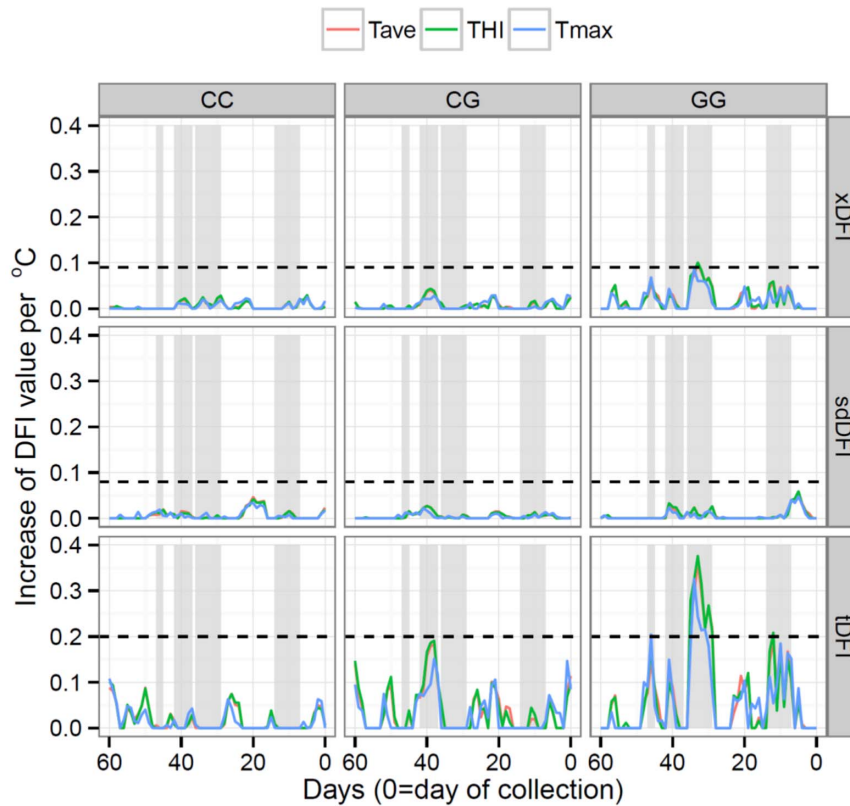 Tave THI Tmax
CC CG GG
0.4
0.3
0.2
0.1
0.0
xDFI
0.4
0.3
0.2
0.1
0.0
sdDFI
0.4
0.3
0.2
0.1
0.0
tDFI
60 40 20 0 60 40 20 0 60 40 20 0
Increase of DFI value per °C
Days (0=day of collection)